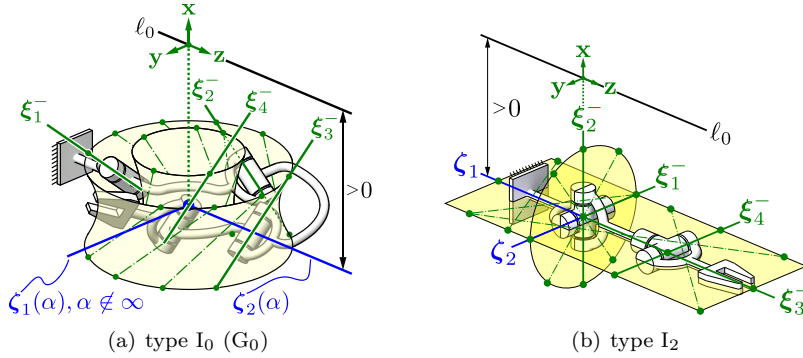 x
ℓ₀
y
z
ξ₂⁻
ξ₄⁻
ξ₁⁻
ξ₃⁻
>0
ζ₁(α), α ∉ ∞
ζ₂(α)
(a) type I₀ (G₀)
x
y
z
>0
ℓ₀
ξ₂⁻
ζ₁
ξ₁⁻
ξ₄⁻
ζ₂
ξ₃⁻
(b) type I₂